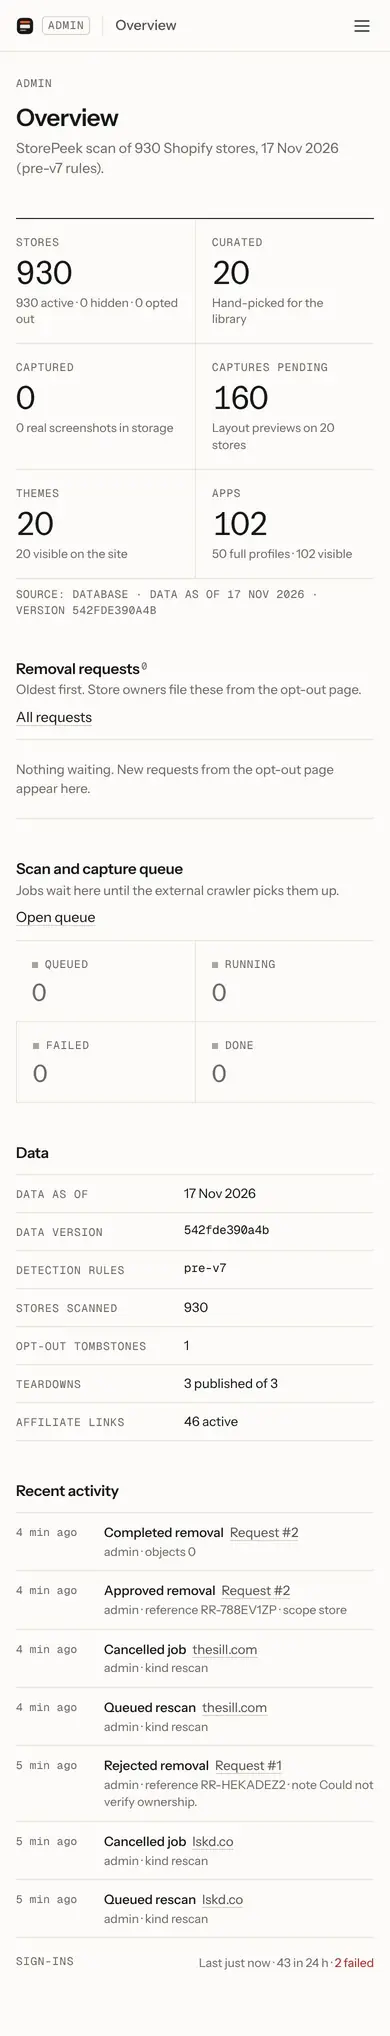 ADMIN Overview
ADMIN
Overview
StorePeek scan of 930 Shopify stores, 17 Nov 2026
(pre-v7 rules).
STORES
930
930 active · 0 hidden · 0 opted
out
CURATED
20
Hand-picked for the
library
CAPTURED
0
0 real screenshots in storage
CAPTURES PENDING
160
Layout previews on 20
stores
THEMES
20
20 visible on the site
APPS
102
50 full profiles · 102 visible
SOURCE: DATABASE · DATA AS OF 17 NOV 2026 ·
VERSION 542FDE390A4B
Removal requests 0
Oldest first. Store owners file these from the opt-out page.
All requests
Nothing waiting. New requests from the opt-out page
appear here.
Scan and capture queue
Jobs wait here until the external crawler picks them up.
Open queue
QUEUED
0
RUNNING
0
FAILED
0
DONE
0
Data
DATA AS OF 17 Nov 2026
DATA VERSION 542fde390a4b
DETECTION RULES pre-v7
STORES SCANNED 930
OPT-OUT TOMBSTONES 1
TEARDOWNS 3 published of 3
AFFILIATE LINKS 46 active
Recent activity
4 min ago Completed removal Request #2
admin · objects 0
4 min ago Approved removal Request #2
admin · reference RR-788EV1ZP · scope store
4 min ago Cancelled job thesill.com
admin · kind rescan
4 min ago Queued rescan thesill.com
admin · kind rescan
5 min ago Rejected removal Request #1
admin · reference RR-HEKADEZ2 · note Could not
verify ownership.
5 min ago Cancelled job lskd.co
admin · kind rescan
5 min ago Queued rescan lskd.co
admin · kind rescan
SIGN-INS Last just now · 43 in 24 h · 2 failed